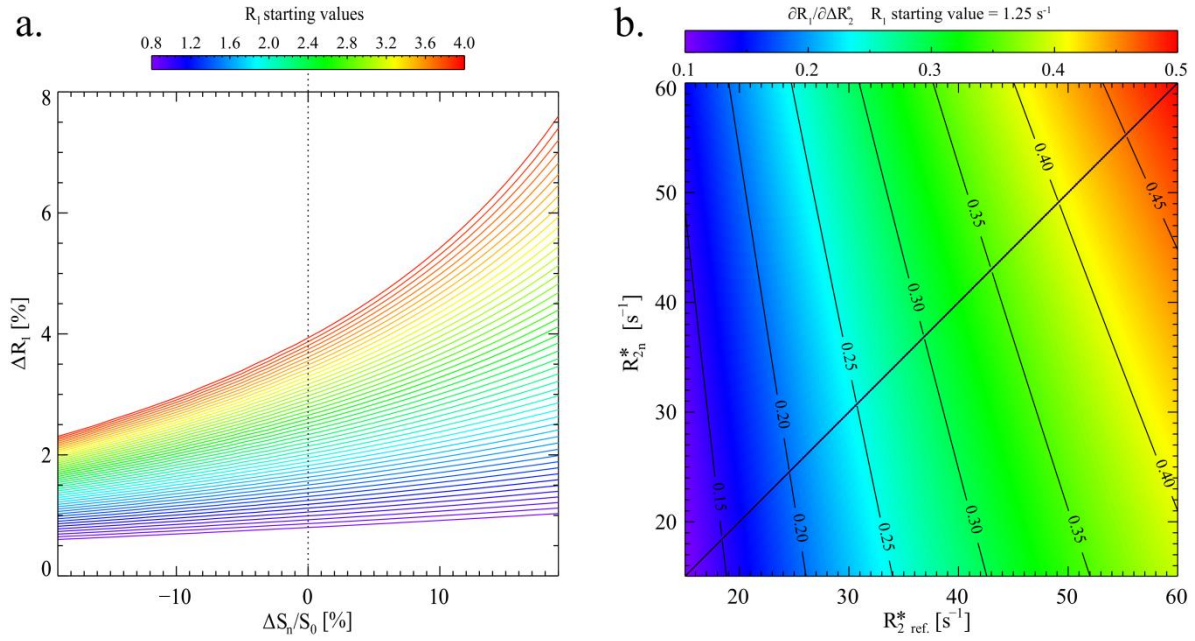 a.
R₁ starting values
0.8 1.2 1.6 2.0 2.4 2.8 3.2 3.6 4.0
8
6
4
2
0
ΔR₁ [%]
−10 0 10
ΔSₙ/S₀ [%]
b.
∂R₁/∂ΔR₂* R₁ starting value = 1.25 s⁻¹
0.1 0.2 0.3 0.4 0.5
60
50
40
30
20
R₂ₙ* [s⁻¹]
0.40
0.45
0.35
0.30
0.25
0.20
0.15
0.20
0.25
0.30
0.35
0.40
20 30 40 50 60
R₂* ref. [s⁻¹]